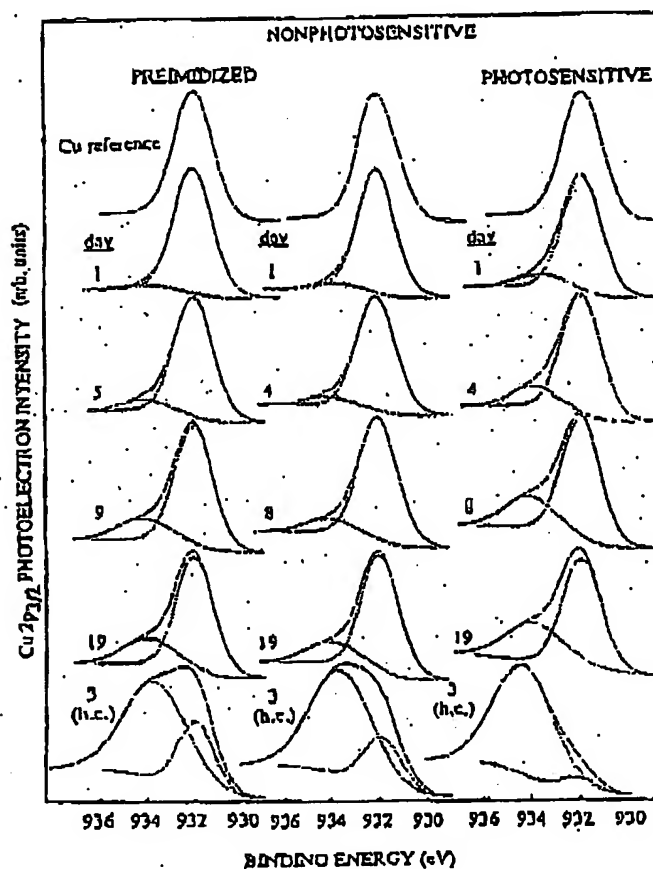 NONPHOTOSENSITIVE
PREIMIDIZED
PHOTOSENSITIVE
Cu reference
day
day
day
1
1
1
5
4
4
9
8
8
19
19
19
3
(h.c.)
3
(h.c.)
3
(h.c.)
Cu 2p3/2 PHOTOELECTRON INTENSITY (arb. units)
936 934 932 930 936 934 932 930 936 934 932 930
BINDING ENERGY (eV)